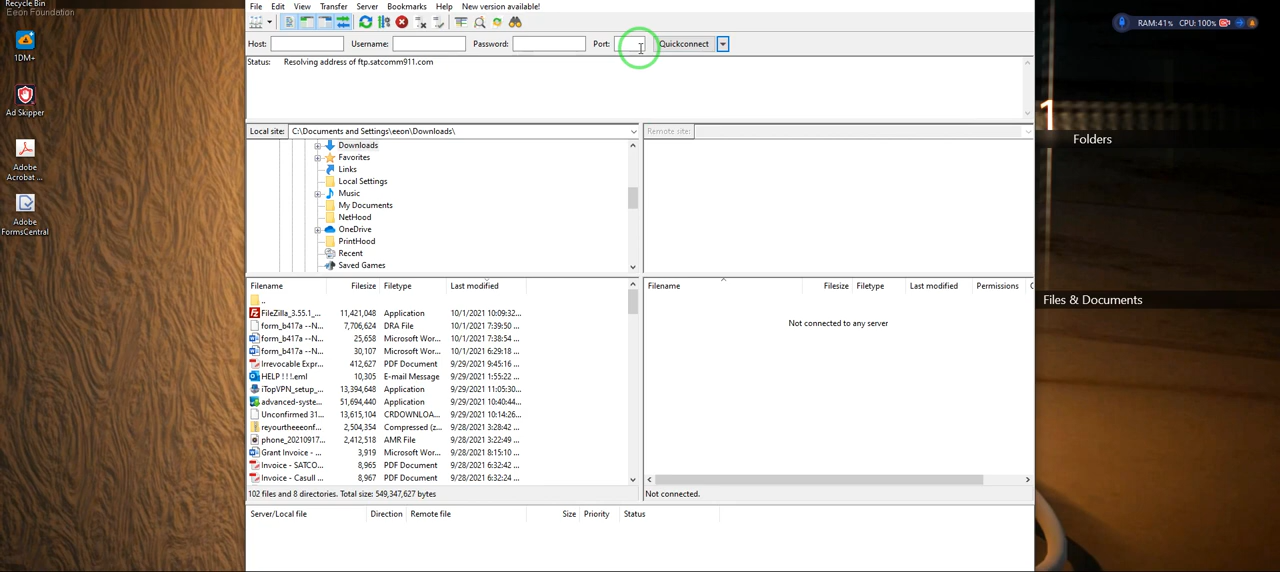 Recycle Bin
Eeon Foundation
1DM+
Ad Skipper
Adobe
Acrobat ...
Adobe
FormsCentral
File Edit View Transfer Server Bookmarks Help New version available!
Host: Username: Password: Port: Quickconnect
Status: Resolving address of ftp.satcomm911.com
Local site: C:\Documents and Settings\eeon\Downloads\
Remote site:
Downloads
Favorites
Links
Local Settings
Music
My Documents
NetHood
OneDrive
PrintHood
Recent
Saved Games
Filename Filesize Filetype Last modified
..
FileZilla_3.55.1_... 11,421,048 Application 10/1/2021 10:09:32...
form_b417a --N... 7,706,624 DRA File 10/1/2021 7:39:50 ...
form_b417a --N... 25,658 Microsoft Wor... 10/1/2021 7:38:54 ...
form_b417a --N... 30,107 Microsoft Wor... 10/1/2021 6:29:18 ...
Irrevocable Expr... 412,627 PDF Document 9/29/2021 9:45:16 ...
HELP ! ! !.eml 10,305 E-mail Message 9/29/2021 1:55:22 ...
iTopVPN_setup_... 13,394,648 Application 9/29/2021 11:05:30...
advanced-syste... 51,694,440 Application 9/29/2021 10:40:44...
Unconfirmed 31... 13,615,104 CRDOWNLOA... 9/28/2021 10:14:26...
reyourtheeeonf... 2,504,354 Compressed (z... 9/28/2021 3:28:42 ...
phone_20210917... 2,412,518 AMR File 9/28/2021 3:22:49 ...
Grant Invoice - ... 3,919 Microsoft Wor... 9/28/2021 8:15:10 ...
Invoice - SATCO... 8,965 PDF Document 9/28/2021 6:32:42 ...
Invoice - Casull ... 8,967 PDF Document 9/28/2021 6:32:24 ...
102 files and 8 directories. Total size: 549,347,627 bytes
Filename Filesize Filetype Last modified Permissions
Not connected to any server
Not connected.
Server/Local file Direction Remote file Size Priority Status
RAM:41% CPU:100%
1
Folders
Files & Documents